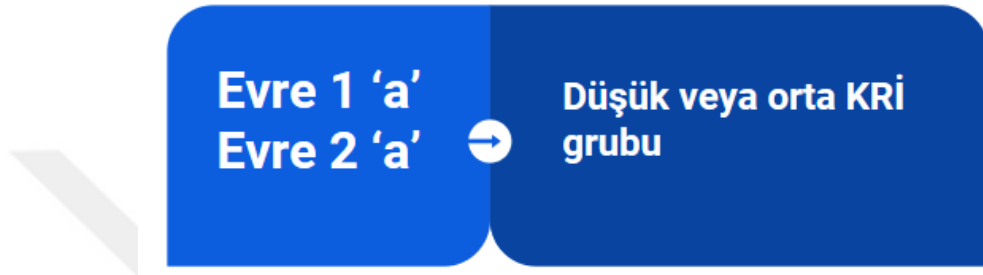 Evre 1 ‘a’
Evre 2 ‘a’
Düşük veya orta KRİ
grubu